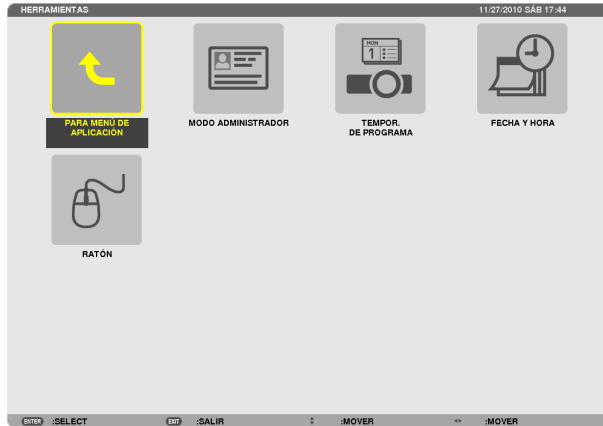 HERRAMIENTAS 11/27/2010 SÁB 17:44
MON
1
PARA MENÚ DE
APLICACIÓN
MODO ADMINISTRADOR
TEMPOR.
DE PROGRAMA
FECHA Y HORA
RATÓN
ENTER :SELECT EXIT :SALIR :MOVER :MOVER